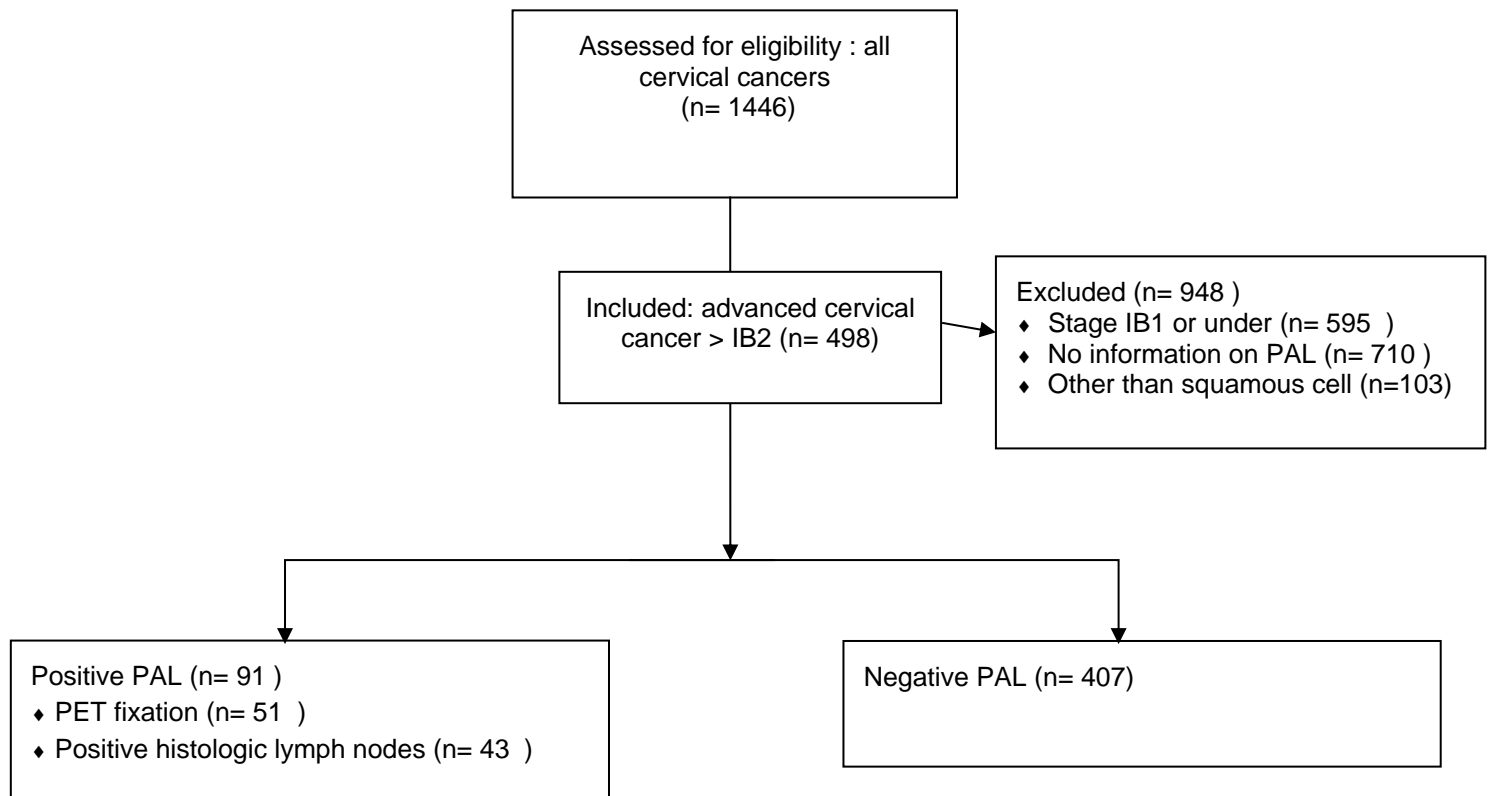 Assessed for eligibility : all
cervical cancers
(n= 1446)
Included: advanced cervical
cancer > IB2 (n= 498)
Excluded (n= 948 )
♦ Stage IB1 or under (n= 595 )
♦ No information on PAL (n= 710 )
♦ Other than squamous cell (n=103)
Positive PAL (n= 91 )
♦ PET fixation (n= 51 )
♦ Positive histologic lymph nodes (n= 43 )
Negative PAL (n= 407)